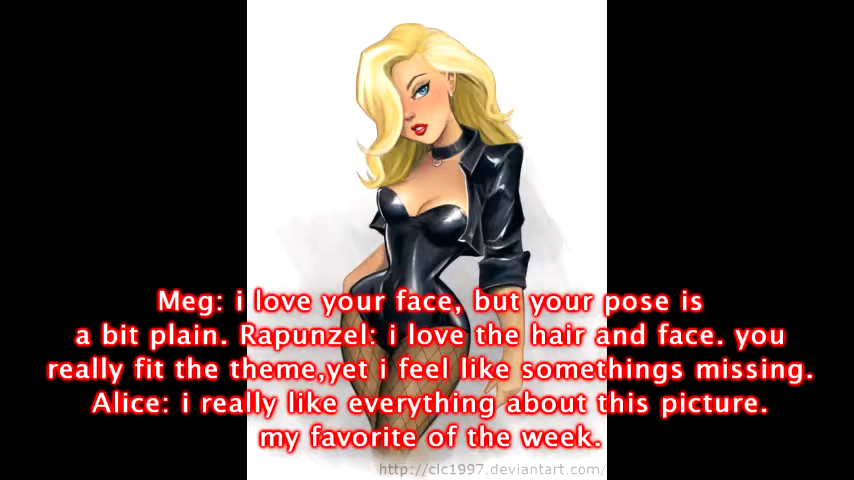 Meg: i love your face, but your pose is
a bit plain. Rapunzel: i love the hair and face. you
really fit the theme,yet i feel like somethings missing.
Alice: i really like everything about this picture.
my favorite of the week.
http://clc1997.deviantart.com/